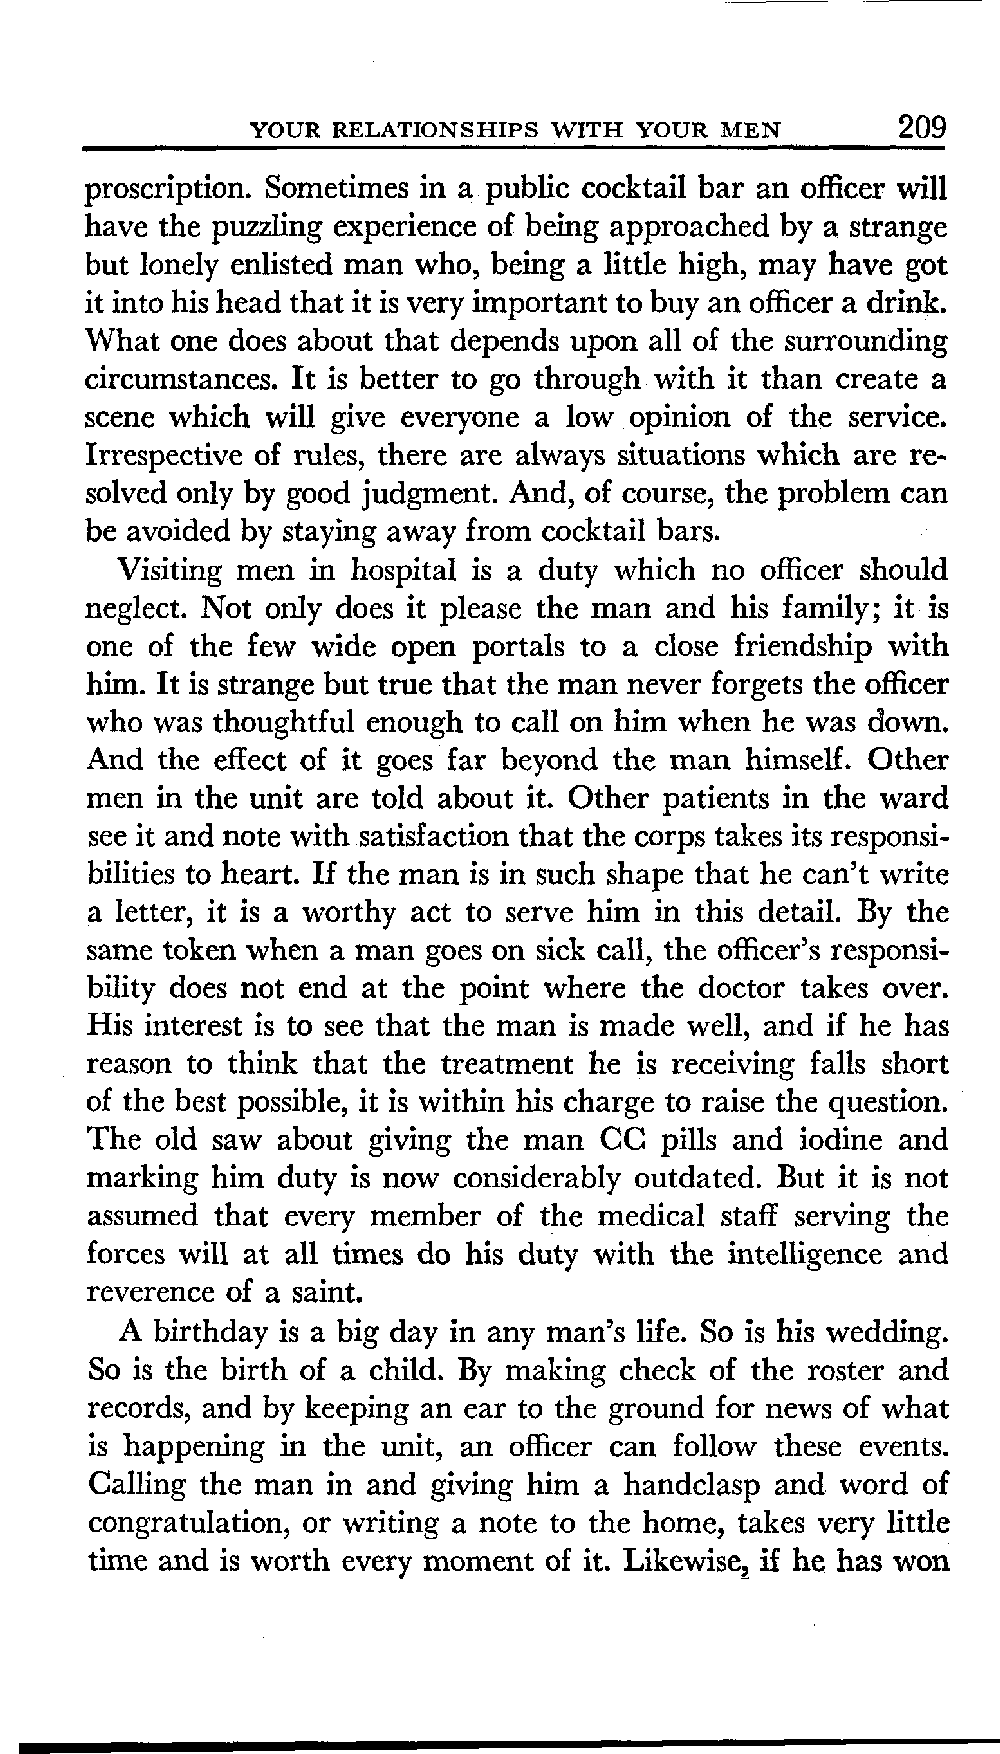 YOUR RELATIONSHIPS WITH YOUR MEN 209
proscription. Sometimes in a public cocktail bar an officer will
have the puzzling experience of being approached by a strange
but lonely enlisted man who, being a little high, may have got
it into his head that it is very important to buy an officer a drink.
What one does about that depends upon all of the surrounding
circumstances. It is better to go through with it than create a
scene which will give everyone a low opinion of the service.
Irrespective of rules, there are always situations which are re-
solved only by good judgment. And, of course, the problem can
be avoided by staying away from cocktail bars.
Visiting men in hospital is a duty which no officer should
neglect. Not only does it please the man and his family; it is
one of the few wide open portals to a close friendship with
him. It is strange but true that the man never forgets the officer
who was thoughtful enough to call on him when he was down.
And the effect of it goes far beyond the man himself. Other
men in the unit are told about it. Other patients in the ward
see it and note with satisfaction that the corps takes its responsi-
bilities to heart. If the man is in such shape that he can't write
a letter, it is a worthy act to serve him in this detail. By the
same token when a man goes on sick call, the officer's responsi-
bility does not end at the point where the doctor takes over.
His interest is to see that the man is made well, and if he has
reason to think that the treatment he is receiving falls short
of the best possible, it is within his charge to raise the question.
The old saw about giving the man CC pills and iodine and
marking him duty is now considerably outdated. But it is not
assumed that every member of the medical staff serving the
forces will at all times do his duty with the intelligence and
reverence of a saint.
A birthday is a big day in any man's life. So is his wedding.
So is the birth of a child. By making check of the roster and
records, and by keeping an ear to the ground for news of what
is happening in the unit, an officer can follow these events.
Calling the man in and giving him a handclasp and word of
congratulation, or writing a note to the home, takes very little
time and is worth every moment of it. Likewise, if he has won